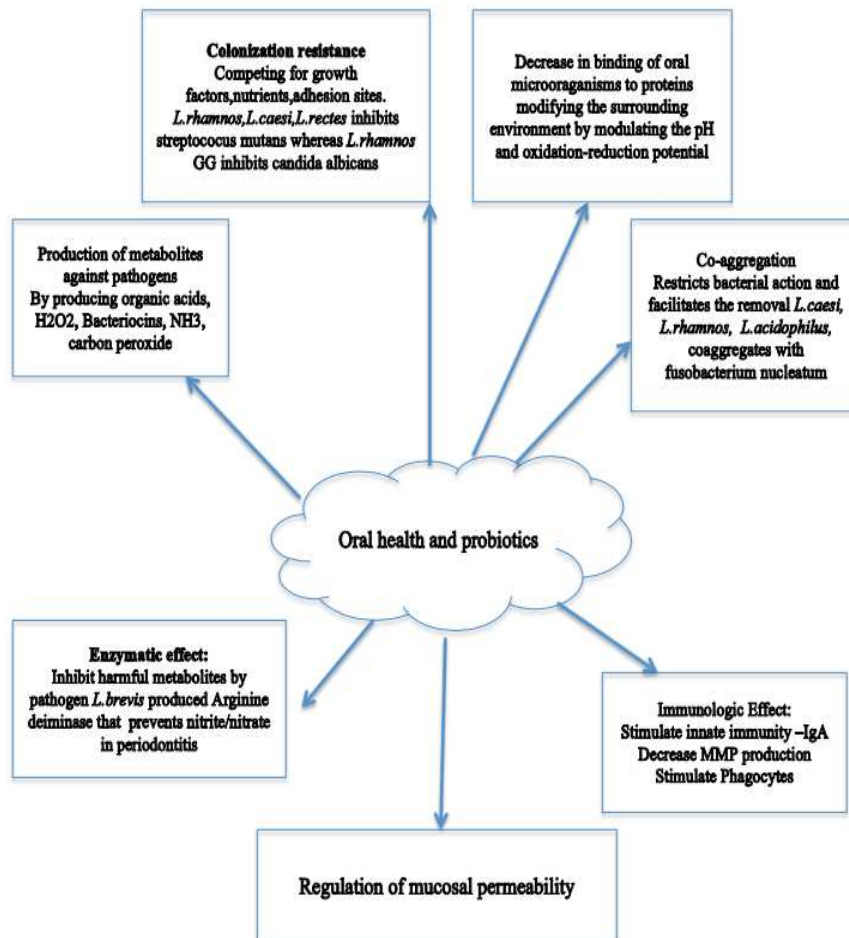 Colonization resistance
Competing for growth
factors,nutrients,adhesion sites.
L.rhamnos,L.caesi,L.rectes inhibits
streptococus mutans whereas L.rhamnos
GG inhibits candida albicans
Decrease in binding of oral
microoraganisms to proteins
modifying the surrounding
environment by modulating the pH
and oxidation-reduction potential
Production of metabolites
against pathogens
By producing organic acids,
H2O2, Bacteriocins, NH3,
carbon peroxide
Co-aggregation
Restricts bacterial action and
facilitates the removal L.caesi,
L.rhamnos, L.acidophilus,
coaggregates with
fusobacterium nucleatum
Oral health and probiotics
Enzymatic effect:
Inhibit harmful metabolites by
pathogen L.brevis produced Arginine
deiminase that prevents nitrite/nitrate
in periodontitis
Immunologic Effect:
Stimulate innate immunity –IgA
Decrease MMP production
Stimulate Phagocytes
Regulation of mucosal permeability